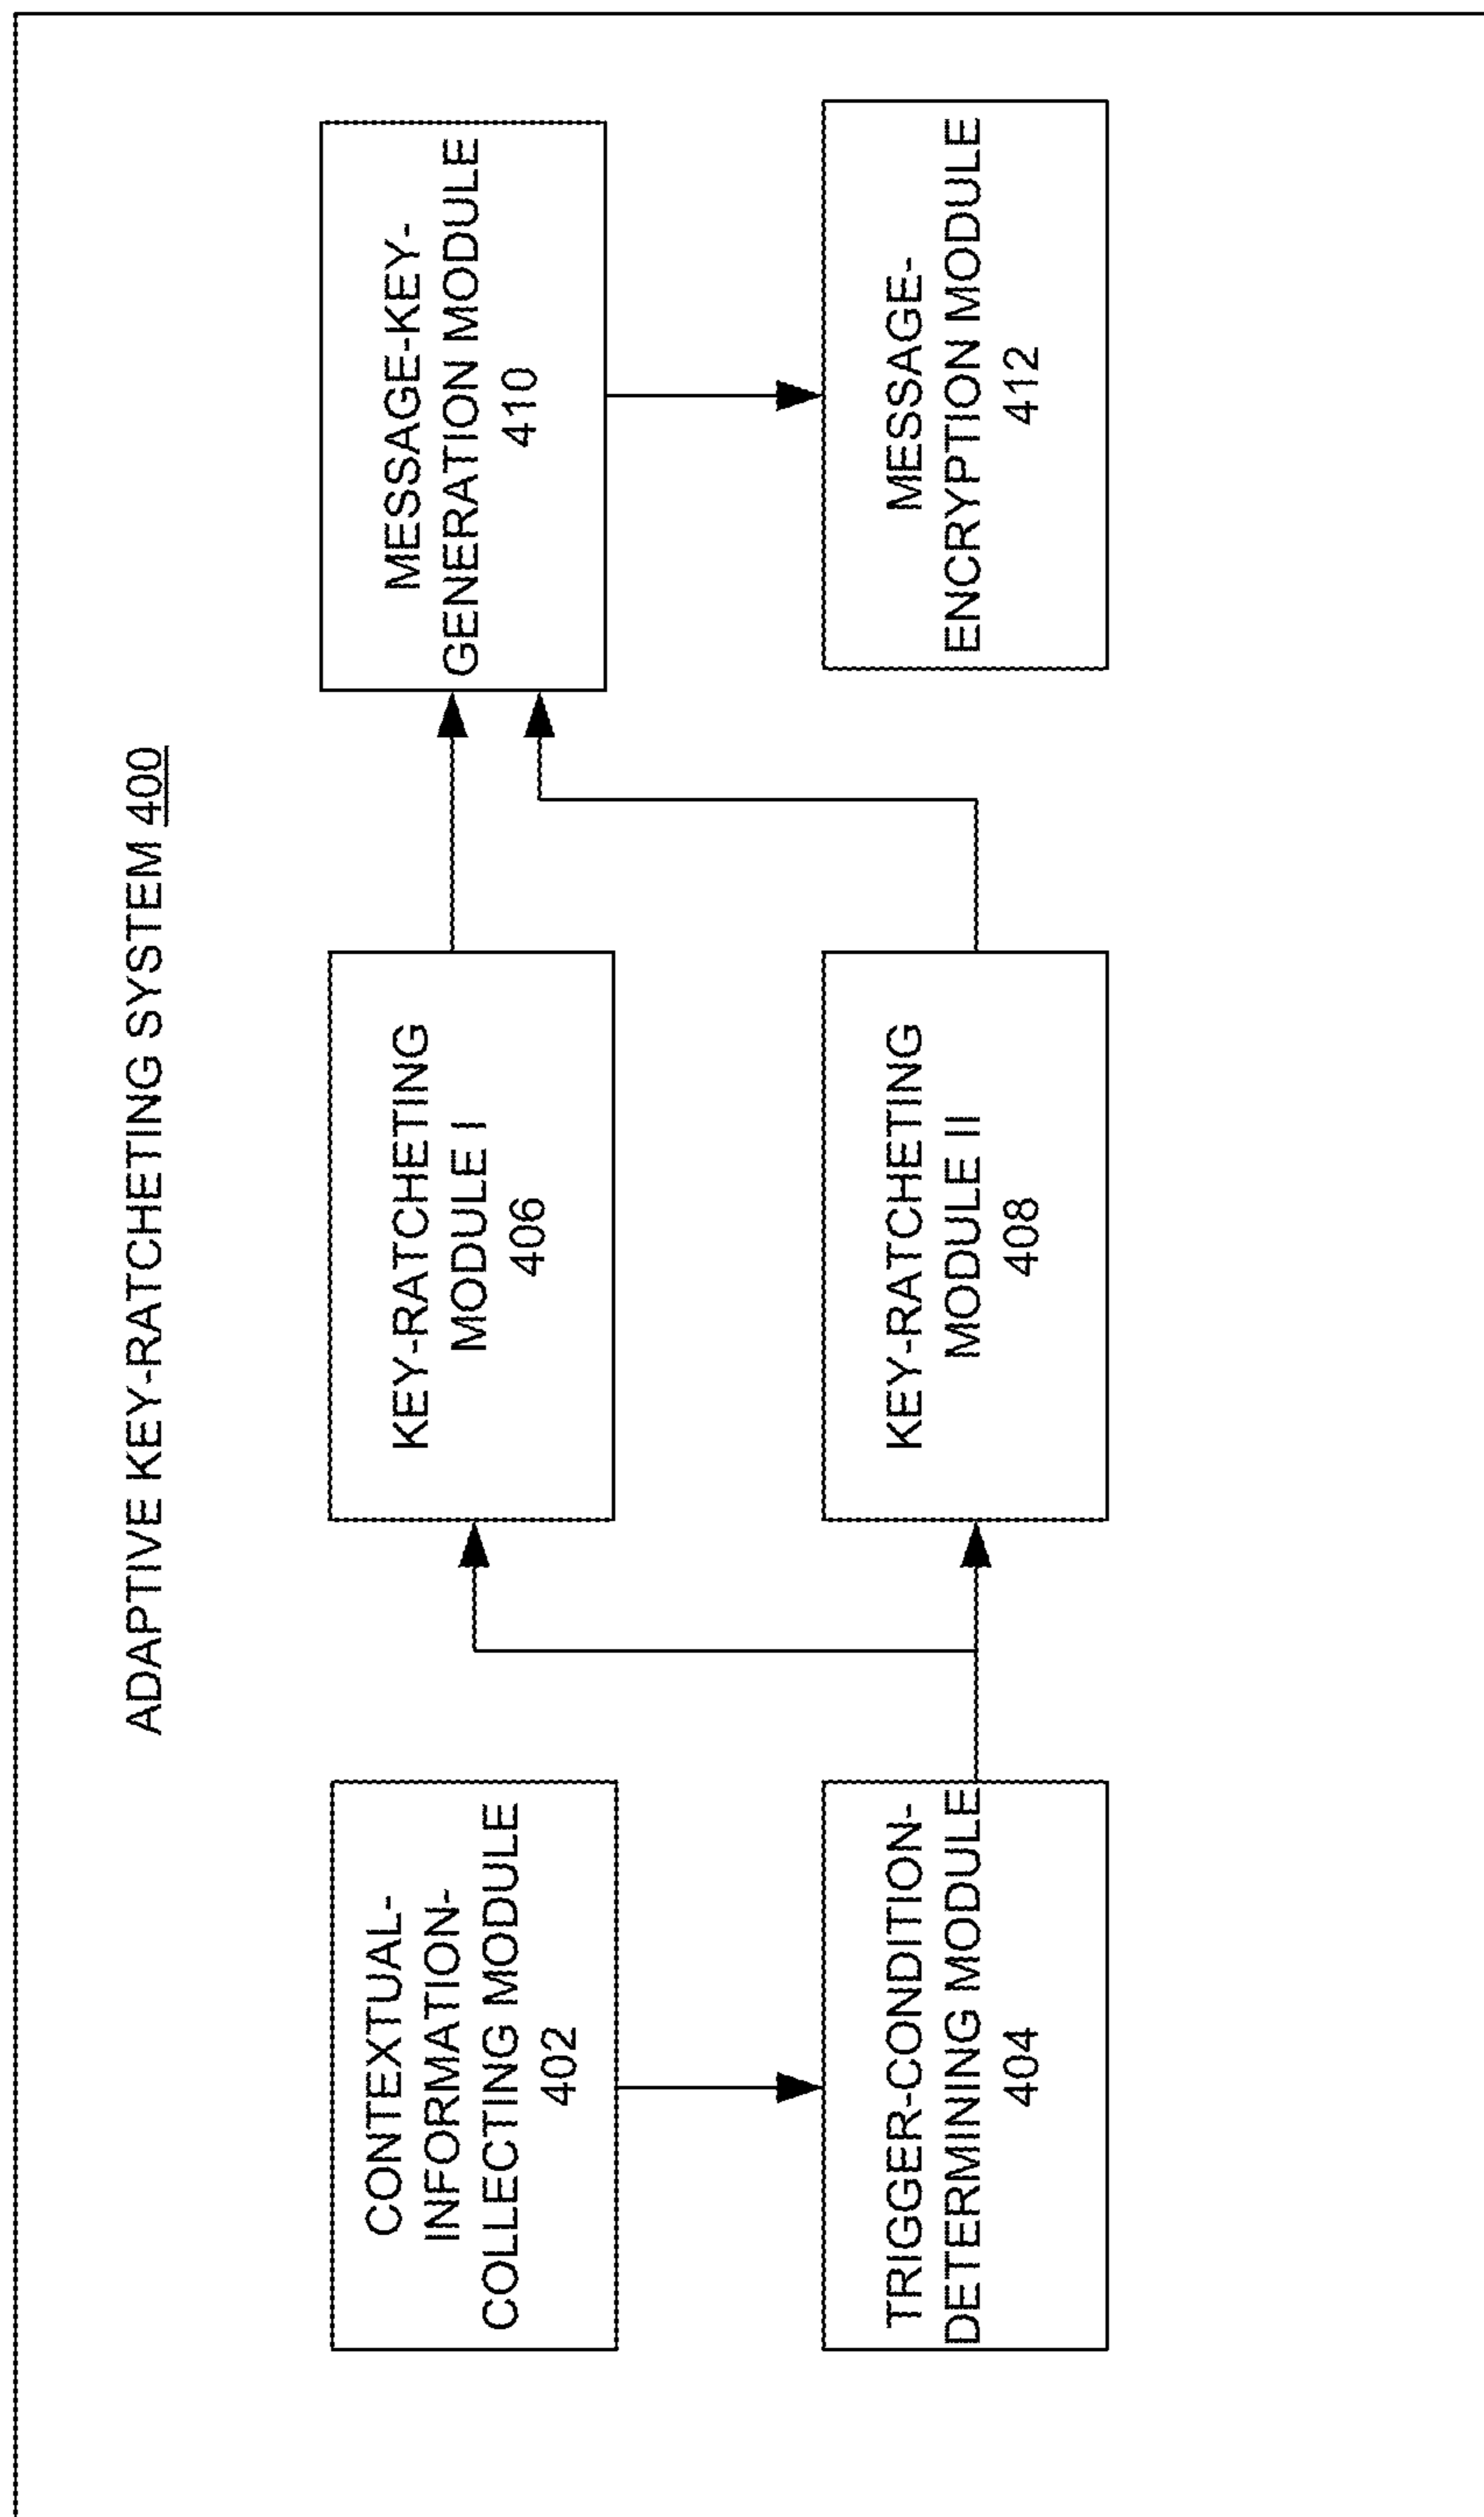 ADAPTIVE KEY-RATCHETING SYSTEM 400
CONTEXTUAL-
INFORMATION-
COLLECTING MODULE
402
KEY-RATCHETING
MODULE I
406
MESSAGE-KEY-
GENERATION MODULE
410
TRIGGER-CONDITION-
DETERMINING MODULE
404
KEY-RATCHETING
MODULE II
408
MESSAGE-
ENCRYPTION MODULE
412